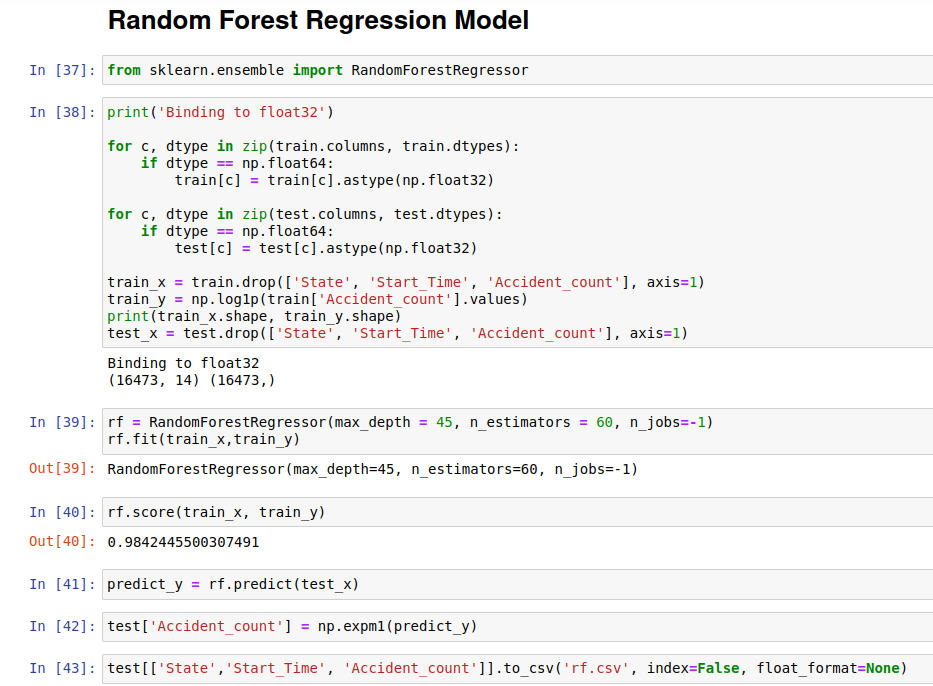 Random Forest Regression Model
In [37]: from sklearn.ensemble import RandomForestRegressor
In [38]: print('Binding to float32')
for c, dtype in zip(train.columns, train.dtypes):
    if dtype == np.float64:
        train[c] = train[c].astype(np.float32)
for c, dtype in zip(test.columns, test.dtypes):
    if dtype == np.float64:
        test[c] = test[c].astype(np.float32)
train_x = train.drop(['State', 'Start_Time', 'Accident_count'], axis=1)
train_y = np.log1p(train['Accident_count'].values)
print(train_x.shape, train_y.shape)
test_x = test.drop(['State', 'Start_Time', 'Accident_count'], axis=1)
Binding to float32
(16473, 14) (16473,)
In [39]: rf = RandomForestRegressor(max_depth = 45, n_estimators = 60, n_jobs=-1)
rf.fit(train_x,train_y)
Out[39]: RandomForestRegressor(max_depth=45, n_estimators=60, n_jobs=-1)
In [40]: rf.score(train_x, train_y)
Out[40]: 0.9842445500307491
In [41]: predict_y = rf.predict(test_x)
In [42]: test['Accident_count'] = np.expm1(predict_y)
In [43]: test[['State','Start_Time', 'Accident_count']].to_csv('rf.csv', index=False, float_format=None)